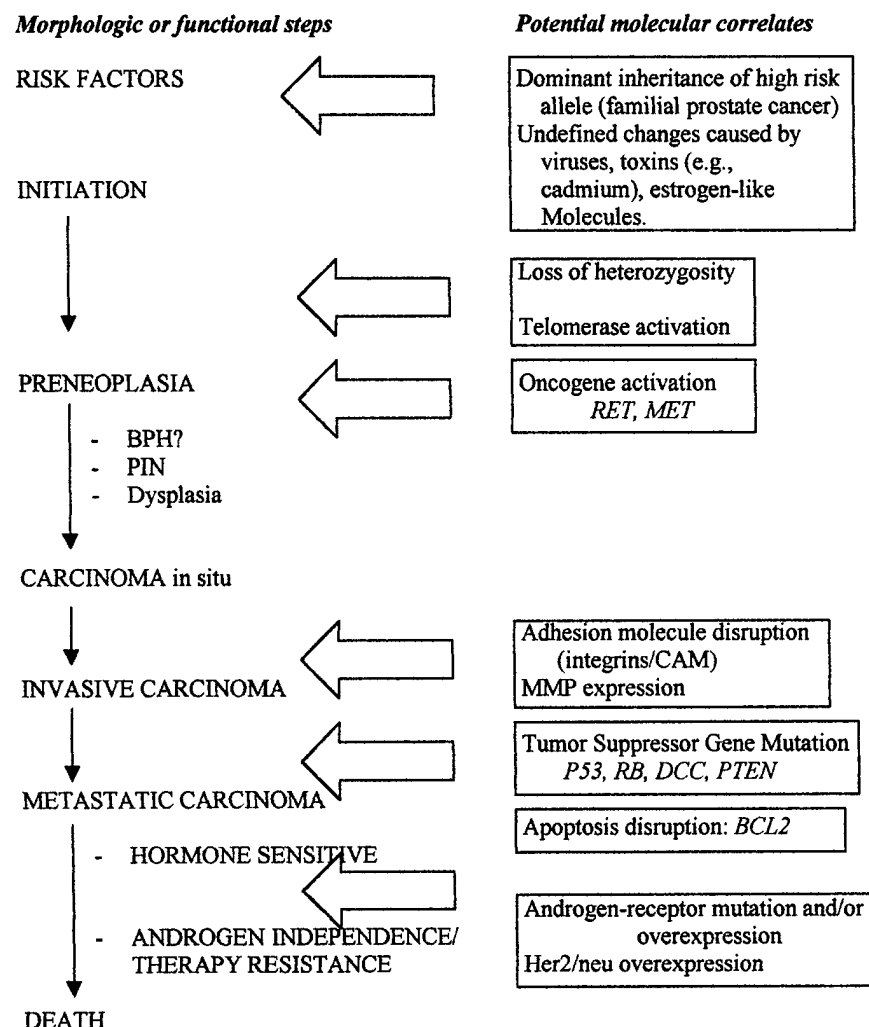 Morphologic or functional steps
Potential molecular correlates
RISK FACTORS
Dominant inheritance of high risk
allele (familial prostate cancer)
Undefined changes caused by
viruses, toxins (e.g.,
cadmium), estrogen-like
Molecules.
INITIATION
Loss of heterozygosity
Telomerase activation
PRENEOPLASIA
Oncogene activation
RET, MET
- BPH?
- PIN
- Dysplasia
CARCINOMA in situ
Adhesion molecule disruption
(integrins/CAM)
MMP expression
INVASIVE CARCINOMA
Tumor Suppressor Gene Mutation
P53, RB, DCC, PTEN
METASTATIC CARCINOMA
Apoptosis disruption: BCL2
- HORMONE SENSITIVE
Androgen-receptor mutation and/or
overexpression
Her2/neu overexpression
- ANDROGEN INDEPENDENCE/
THERAPY RESISTANCE
DEATH